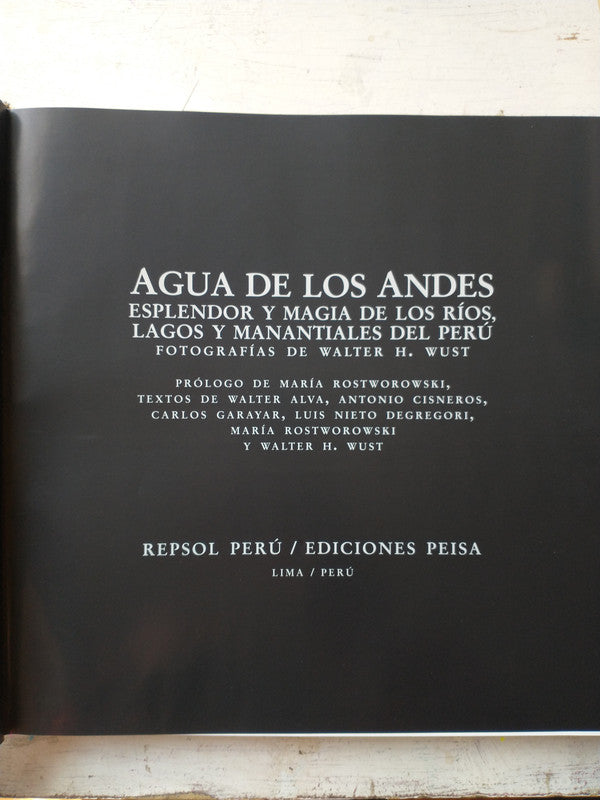 AGUA DE LOS ANDES
ESPLENDOR Y MAGIA DE LOS RÍOS,
LAGOS Y MANANTIALES DEL PERÚ
FOTOGRAFÍAS DE WALTER H. WUST
PRÓLOGO DE MARÍA ROSTWOROWSKI,
TEXTOS DE WALTER ALVA, ANTONIO CISNEROS,
CARLOS GARAYAR, LUIS NIETO DEGREGORI,
MARÍA ROSTWOROWSKI
Y WALTER H. WUST
REPSOL PERÚ / EDICIONES PEISA
LIMA / PERÚ